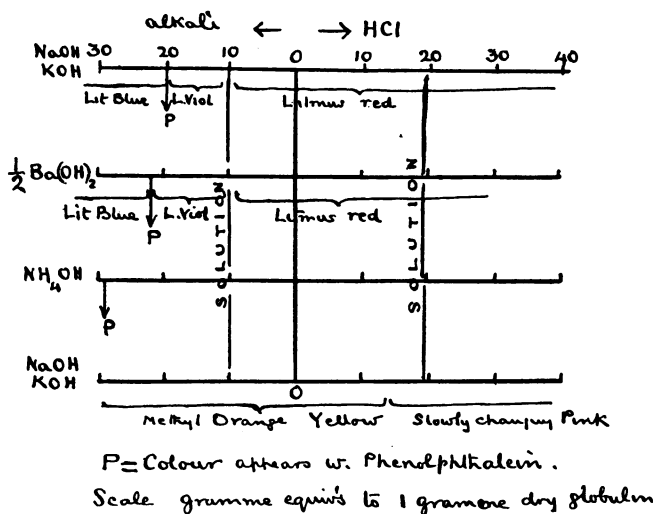 alkali ← → HCl
NaOH 30 20 10 0 10 20 30 40
KOH
Lit Blue L.Viol Litmus red
P
½ Ba(OH)₂
Lit Blue L.Viol Litmus red
P
SOLUTION
SOLUTION
NH₄OH
P
NaOH
KOH
0
Methyl Orange Yellow Slowly changing Pink
P = Colour appears w. Phenolphthalein.
Scale gramme equivs to 1 gramme dry globulin